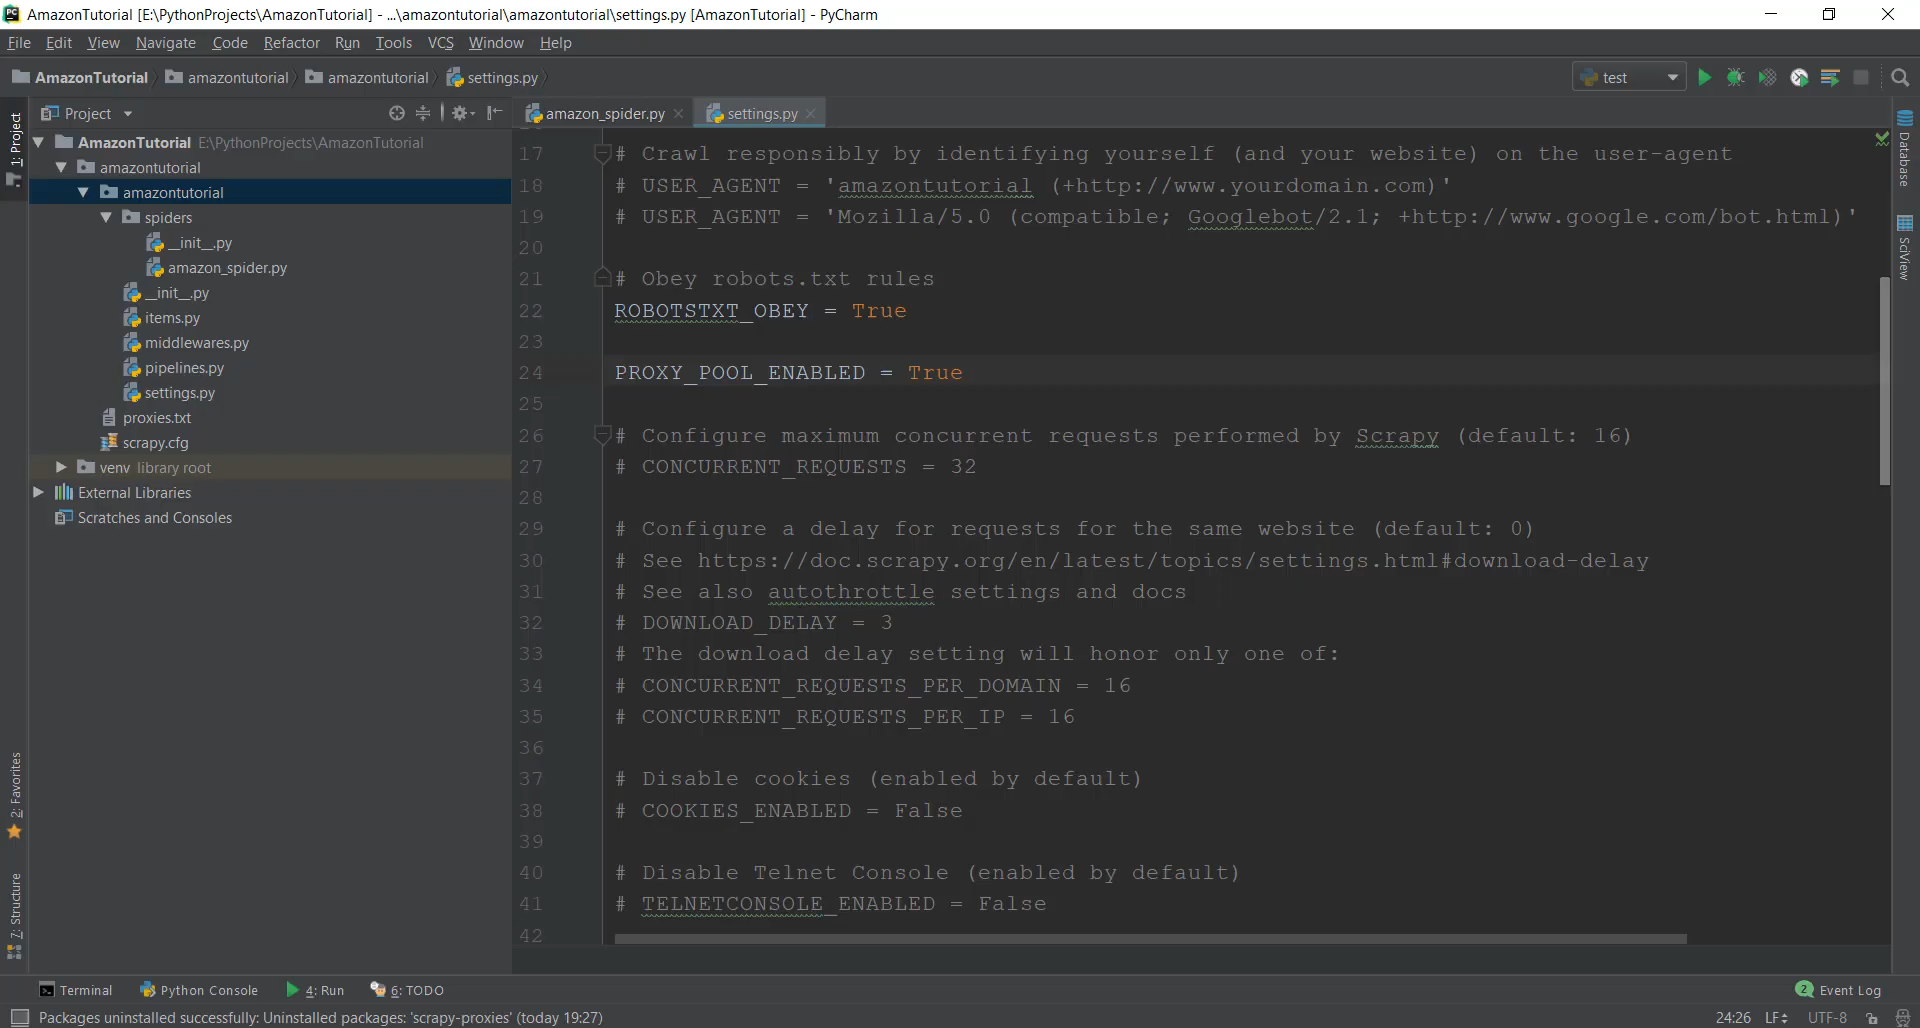 AmazonTutorial [E:\PythonProjects\AmazonTutorial] - ...\amazontutorial\amazontutorial\settings.py [AmazonTutorial] - PyCharm
File Edit View Navigate Code Refactor Run Tools VCS Window Help
AmazonTutorial amazontutorial amazontutorial settings.py
test
Project
amazon_spider.py
settings.py
1: Project
AmazonTutorial E:\PythonProjects\AmazonTutorial
amazontutorial
amazontutorial
spiders
__init__.py
amazon_spider.py
__init__.py
items.py
middlewares.py
pipelines.py
settings.py
proxies.txt
scrapy.cfg
venv library root
External Libraries
Scratches and Consoles
2: Favorites
7: Structure
17 # Crawl responsibly by identifying yourself (and your website) on the user-agent
18 # USER_AGENT = 'amazontutorial (+http://www.yourdomain.com)'
19 # USER_AGENT = 'Mozilla/5.0 (compatible; Googlebot/2.1; +http://www.google.com/bot.html)'
20
21 # Obey robots.txt rules
22 ROBOTSTXT_OBEY = True
23
24 PROXY_POOL_ENABLED = True
25
26 # Configure maximum concurrent requests performed by Scrapy (default: 16)
27 # CONCURRENT_REQUESTS = 32
28
29 # Configure a delay for requests for the same website (default: 0)
30 # See https://doc.scrapy.org/en/latest/topics/settings.html#download-delay
31 # See also autothrottle settings and docs
32 # DOWNLOAD_DELAY = 3
33 # The download delay setting will honor only one of:
34 # CONCURRENT_REQUESTS_PER_DOMAIN = 16
35 # CONCURRENT_REQUESTS_PER_IP = 16
36
37 # Disable cookies (enabled by default)
38 # COOKIES_ENABLED = False
39
40 # Disable Telnet Console (enabled by default)
41 # TELNETCONSOLE_ENABLED = False
42
Database
SciView
Terminal Python Console 4: Run 6: TODO
2 Event Log
Packages uninstalled successfully: Uninstalled packages: 'scrapy-proxies' (today 19:27)
24:26 LF UTF-8